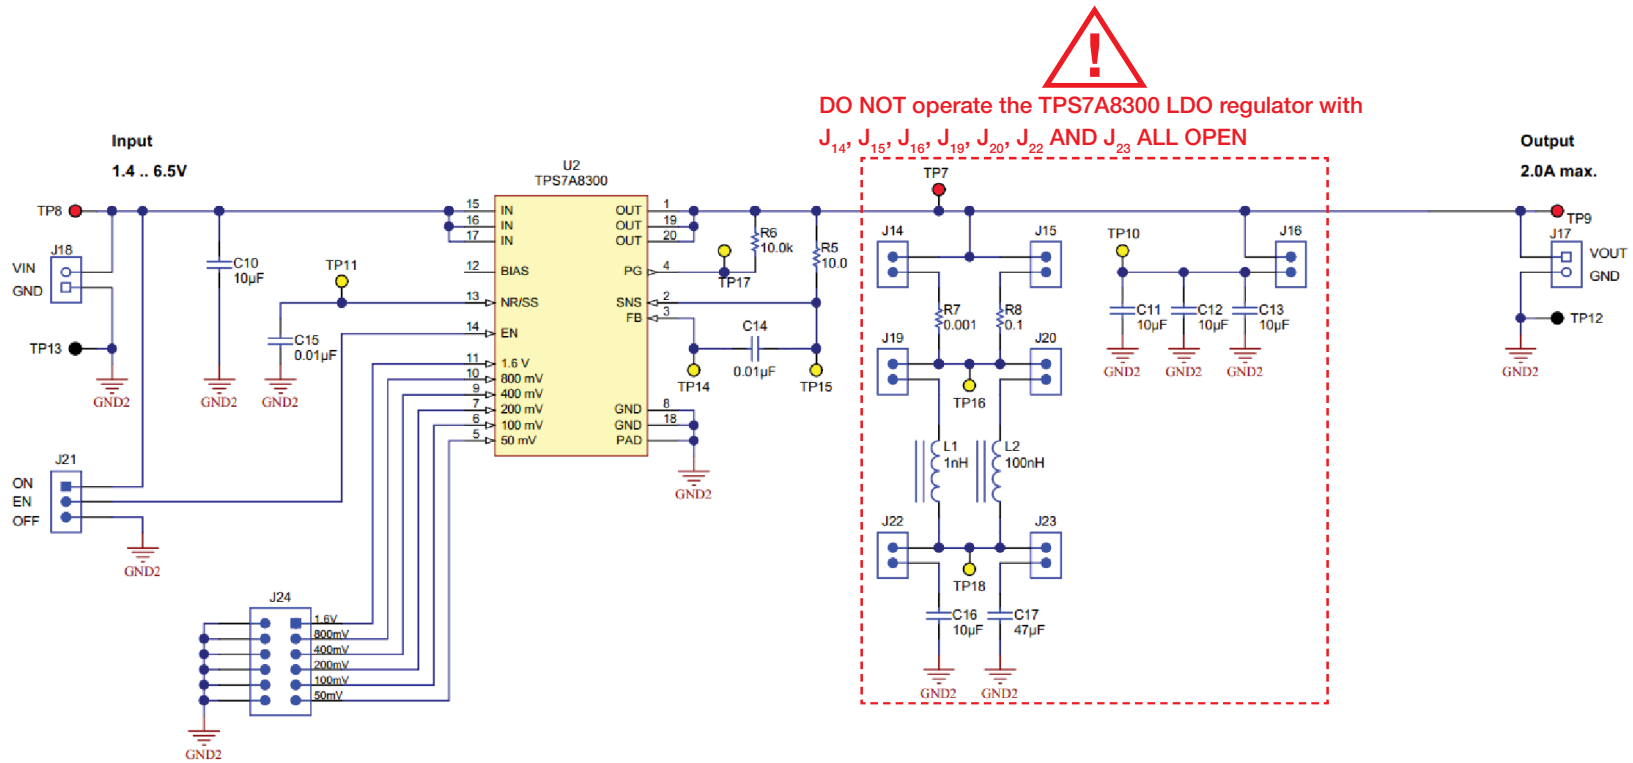 DO NOT operate the TPS7A8300 LDO regulator with
J14, J15, J16, J19, J20, J22 AND J23 ALL OPEN
Input
1.4 .. 6.5V
Output
2.0A max.
U2
TPS7A8300
TP7
TP8
TP9
J18
VIN
GND
TP13
GND2
C10
10µF
GND2
TP11
C15
0.01µF
GND2
15 IN
16 IN
17 IN
12 BIAS
13 NR/SS
14 EN
11 1.6 V
10 800 mV
9 400 mV
7 200 mV
6 100 mV
5 50 mV
OUT 1
OUT 19
OUT 20
PG 4
SNS 2
FB 3
GND 8
GND 18
PAD
GND2
R6
10.0k
R5
10.0
TP17
C14
0.01µF
TP14
TP15
J14
J15
R7
0.001
R8
0.1
J19
J20
TP16
L1
1nH
L2
100nH
J22
J23
TP18
C16
10µF
C17
47µF
GND2
GND2
TP10
J16
C11
10µF
C12
10µF
C13
10µF
GND2
GND2
GND2
J17
VOUT
GND
TP12
GND2
J21
ON
EN
OFF
GND2
J24
1.6V
800mV
400mV
200mV
100mV
50mV
GND2